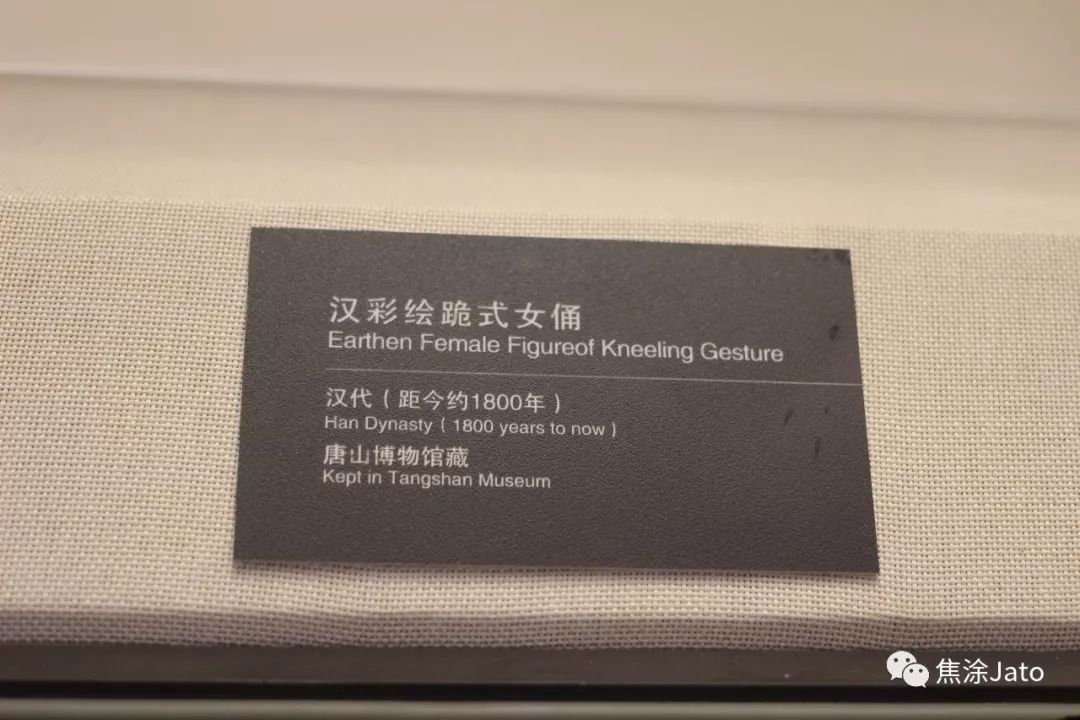 汉彩绘跪式女俑
Earthen Female Figureof Kneeling Gesture
汉代（距今约1800年）
Han Dynasty ( 1800 years to now )
唐山博物馆藏
Kept in Tangshan Museum
焦涂Jato